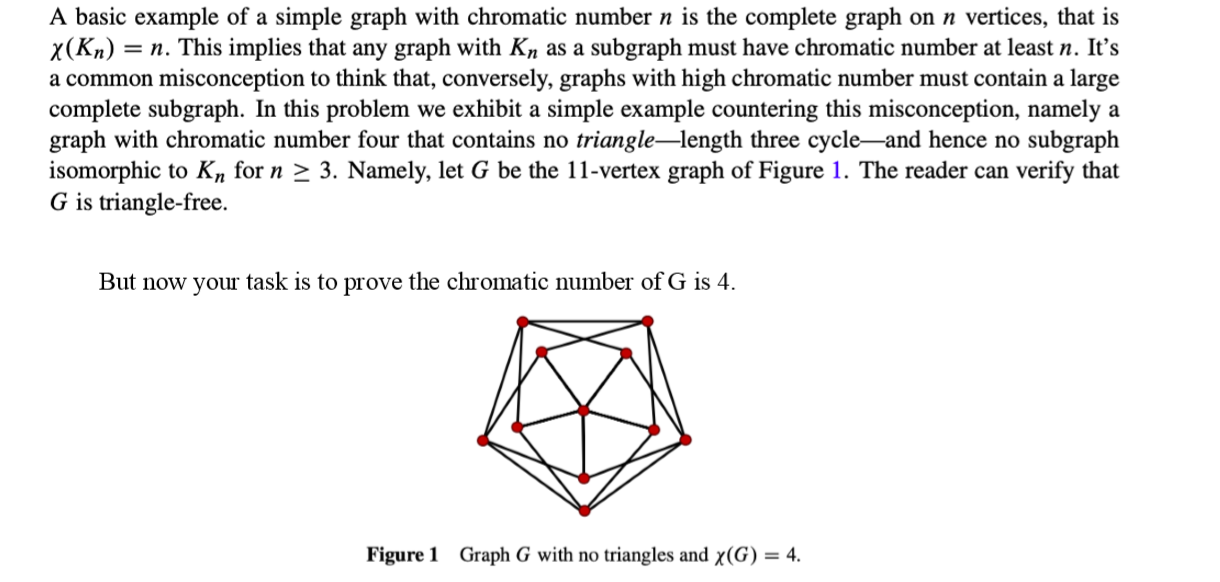 A basic example of a simple graph with chromatic number n is the complete graph on n vertices, that is
χ(Kₙ) = n. This implies that any graph with Kₙ as a subgraph must have chromatic number at least n. It’s
a common misconception to think that, conversely, graphs with high chromatic number must contain a large
complete subgraph. In this problem we exhibit a simple example countering this misconception, namely a
graph with chromatic number four that contains no triangle—length three cycle—and hence no subgraph
isomorphic to Kₙ for n ≥ 3. Namely, let G be the 11-vertex graph of Figure 1. The reader can verify that
G is triangle-free.
But now your task is to prove the chromatic number of G is 4.
Figure 1 Graph G with no triangles and χ(G) = 4.